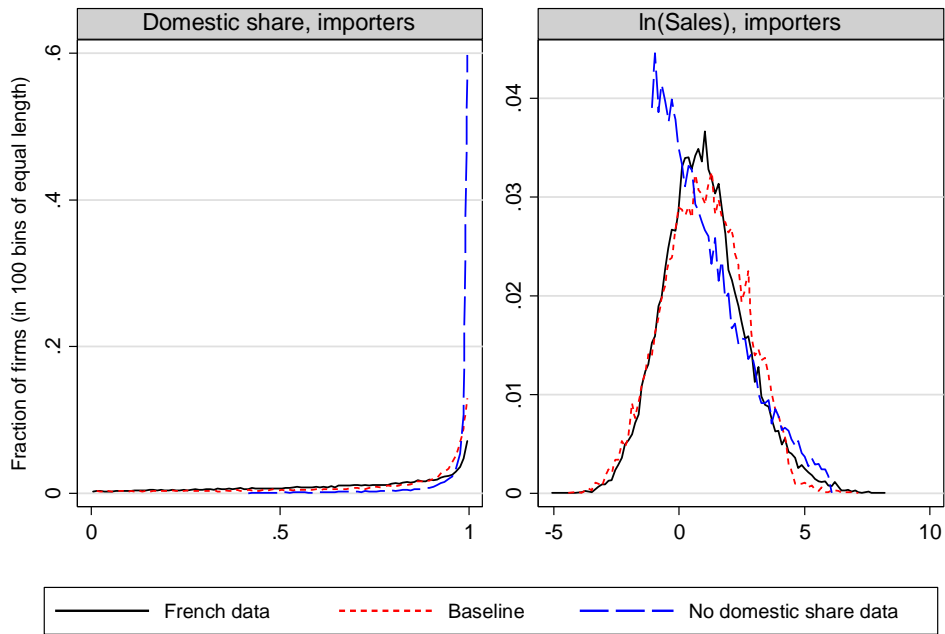 Domestic share, importers
ln(Sales), importers
Fraction of firms (in 100 bins of equal length)
.6
.4
.2
0
0
.5
1
.04
.03
.02
.01
0
-5
0
5
10
French data
Baseline
No domestic share data